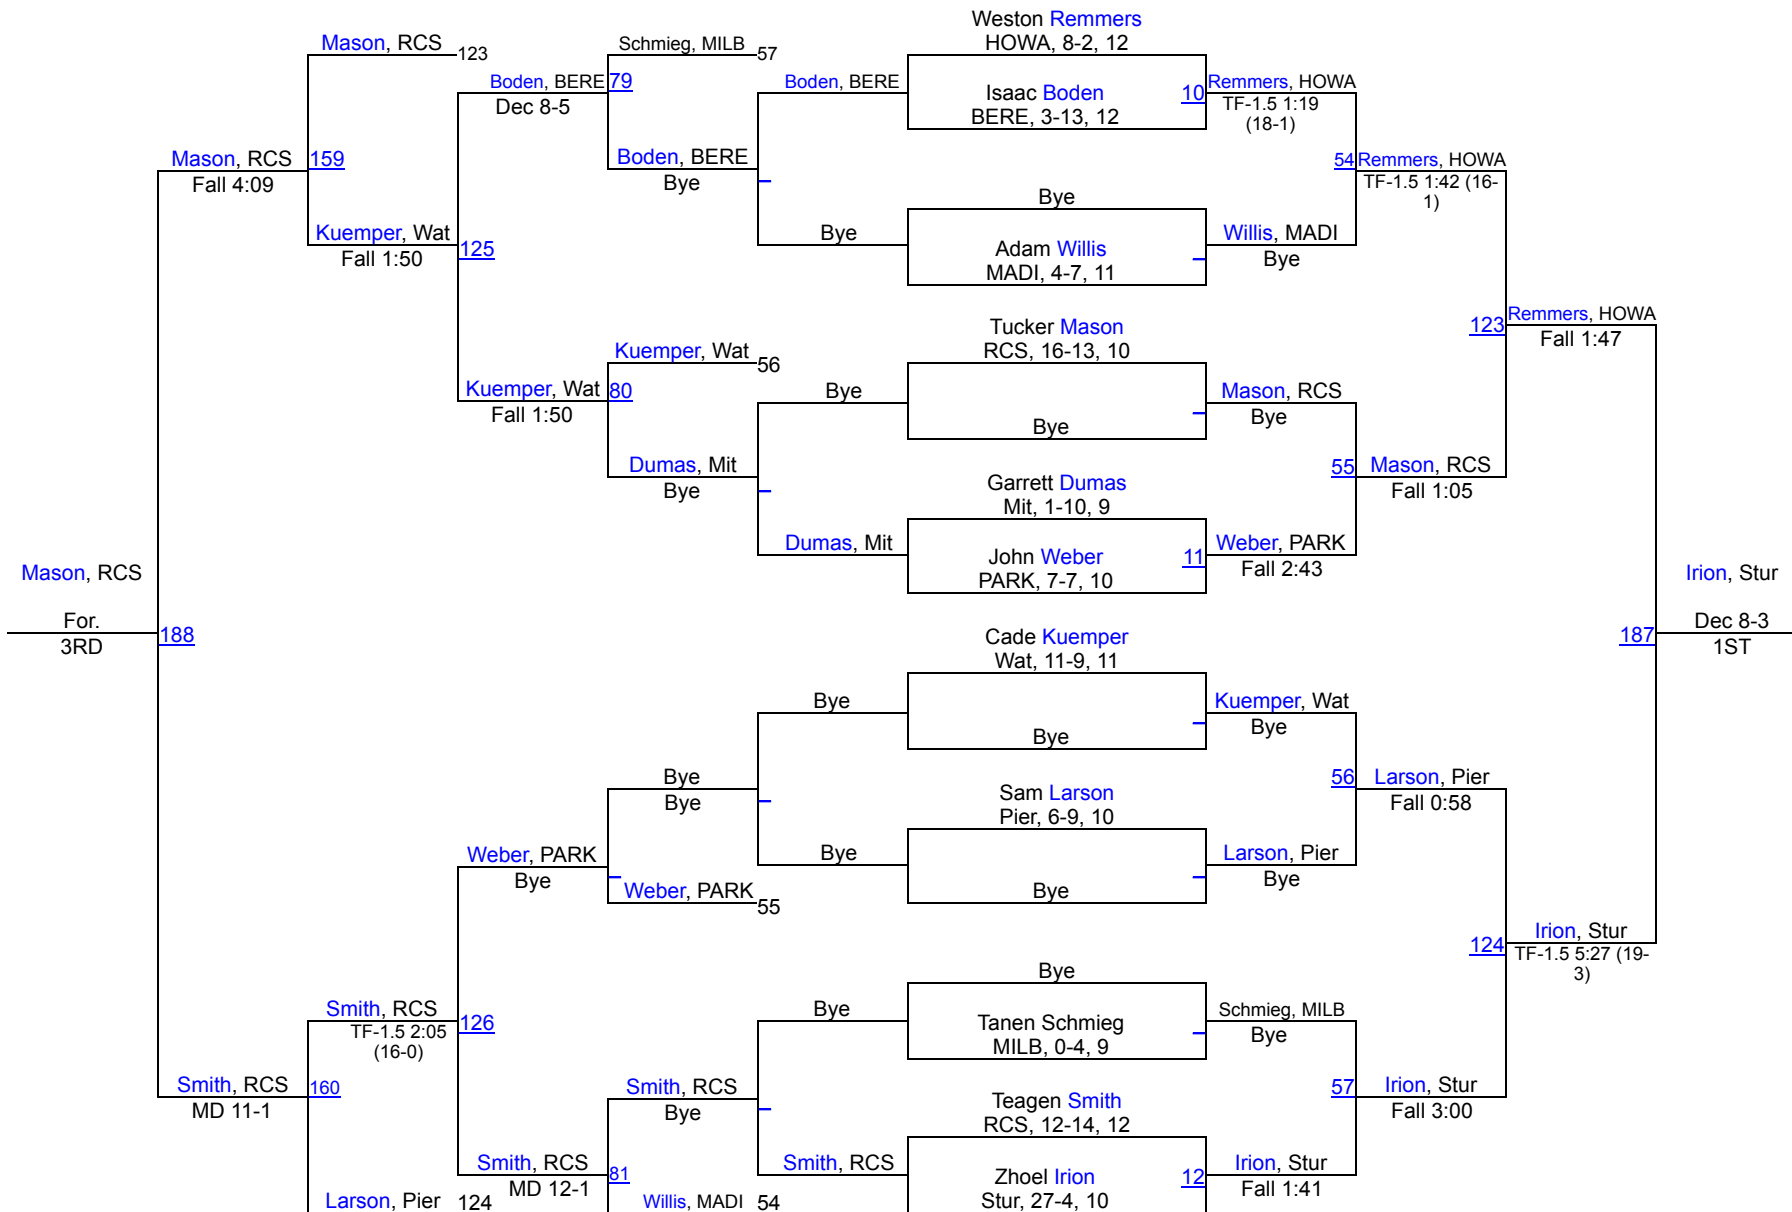 Weston Remmers
HOWA, 8-2, 12
Mason, RCS
123
Schmieg, MILB
57
Boden, BERE
79
Dec 8-5
Boden, BERE
Isaac Boden
BERE, 3-13, 12
10
Remmers, HOWA
TF-1.5 1:19
(18-1)
Mason, RCS
159
Fall 4:09
Boden, BERE
Bye
54
Remmers, HOWA
TF-1.5 1:42 (16-
1)
Bye
Kuemper, Wat
125
Fall 1:50
Bye
Adam Willis
MADI, 4-7, 11
Willis, MADI
Bye
Tucker Mason
RCS, 16-13, 10
123
Remmers, HOWA
Fall 1:47
Kuemper, Wat
56
Kuemper, Wat
80
Fall 1:50
Bye
Bye
Mason, RCS
Bye
Dumas, Mit
Bye
Garrett Dumas
Mit, 1-10, 9
55
Mason, RCS
Fall 1:05
Dumas, Mit
John Weber
PARK, 7-7, 10
11
Weber, PARK
Fall 2:43
Mason, RCS
For.
3RD
188
Cade Kuemper
Wat, 11-9, 11
187
Irion, Stur
Dec 8-3
1ST
Bye
Bye
Kuemper, Wat
Bye
Bye
Bye
Sam Larson
Pier, 6-9, 10
56
Larson, Pier
Fall 0:58
Weber, PARK
Bye
Bye
Bye
Larson, Pier
Bye
Weber, PARK
55
124
Irion, Stur
TF-1.5 5:27 (19-
3)
Bye
Smith, RCS
126
TF-1.5 2:05
(16-0)
Bye
Tanen Schmieg
MILB, 0-4, 9
Schmieg, MILB
Bye
Smith, RCS
160
MD 11-1
Smith, RCS
Bye
Teagen Smith
RCS, 12-14, 12
57
Irion, Stur
Fall 3:00
Smith, RCS
81
MD 12-1
Smith, RCS
Zhoel Irion
Stur, 27-4, 10
12
Irion, Stur
Fall 1:41
Larson, Pier
124
Willis, MADI
54